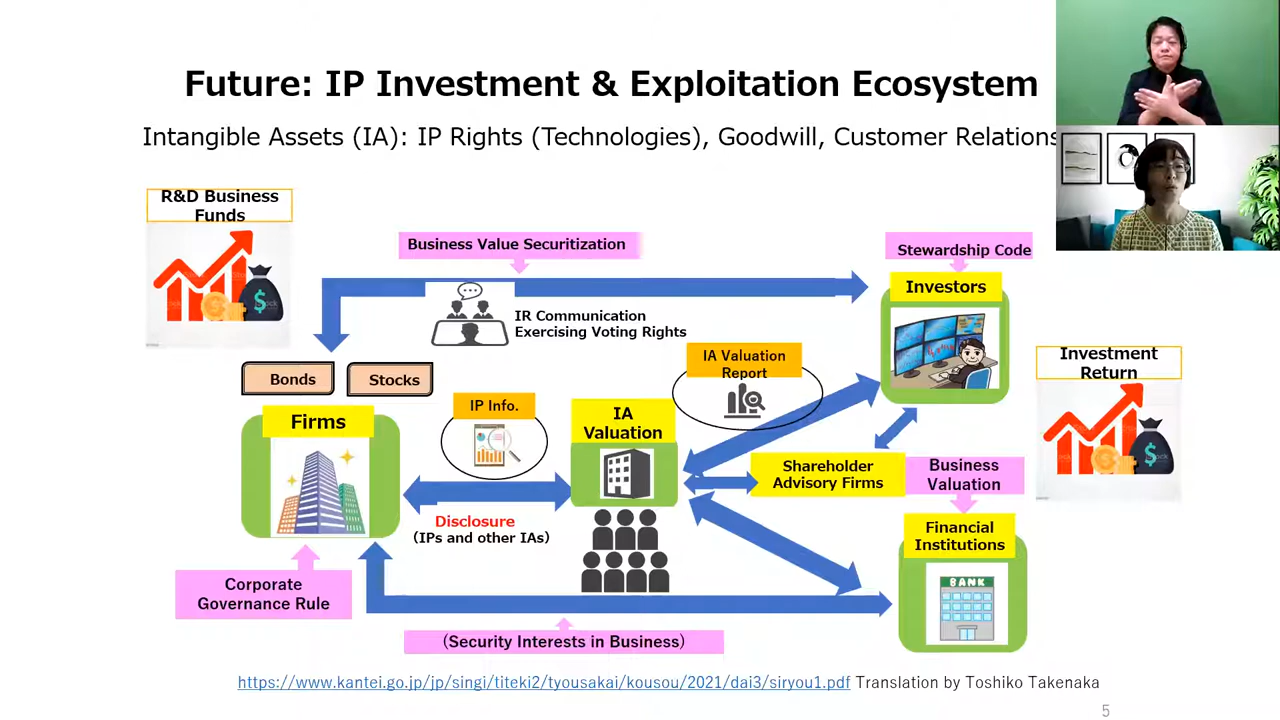 Future: IP Investment & Exploitation Ecosystem
Intangible Assets (IA): IP Rights (Technologies), Goodwill, Customer Relations
R&D Business
Funds
Business Value Securitization
Stewardship Code
Investors
IR Communication
Exercising Voting Rights
IA Valuation
Report
Investment
Return
Bonds
Stocks
IP Info.
Firms
IA
Valuation
Shareholder
Advisory Firms
Business
Valuation
Disclosure
(IPs and other IAs)
Financial
Institutions
BANK
Corporate
Governance Rule
(Security Interests in Business)
https://www.kantei.go.jp/jp/singi/titeki2/tyousakai/kousou/2021/dai3/siryou1.pdf Translation by Toshiko Takenaka
5